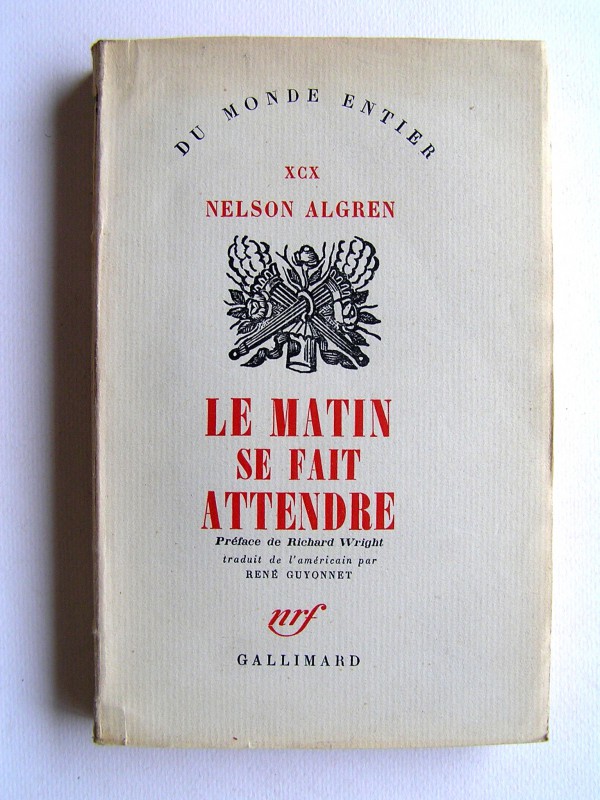 DU MONDE ENTIER
XCX
NELSON ALGREN
LE MATIN
SE FAIT
ATTENDRE
Préface de Richard Wright
traduit de l'américain par
RENÉ GUYONNET
nrf
GALLIMARD